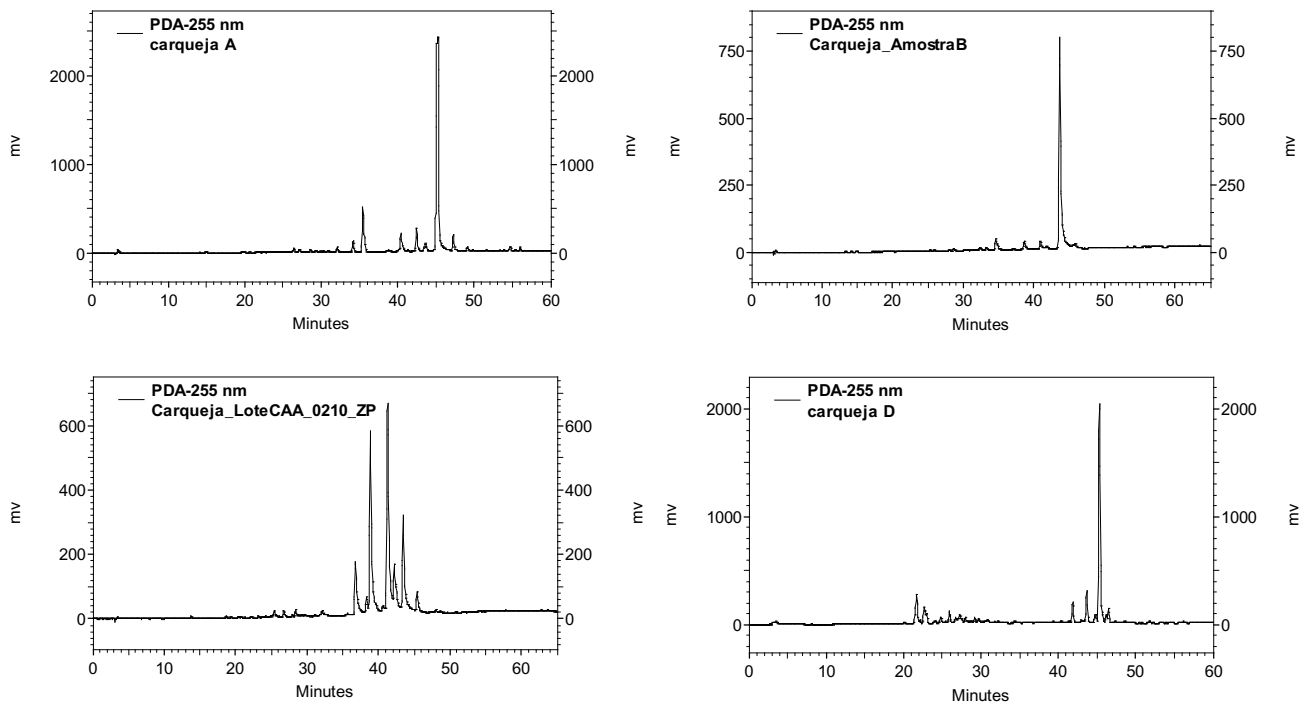 PDA-255 nm
carqueja A
2000
1000
0
2000
1000
0
mv
mv
0 10 20 30 40 50 60
Minutes
PDA-255 nm
Carqueja_AmostraB
750
500
250
0
750
500
250
0
mv
mv
0 10 20 30 40 50 60
Minutes
PDA-255 nm
Carqueja_LoteCAA_0210_ZP
600
400
200
0
600
400
200
0
mv
mv
0 10 20 30 40 50 60
Minutes
PDA-255 nm
carqueja D
2000
1000
0
2000
1000
0
mv
mv
0 10 20 30 40 50 60
Minutes